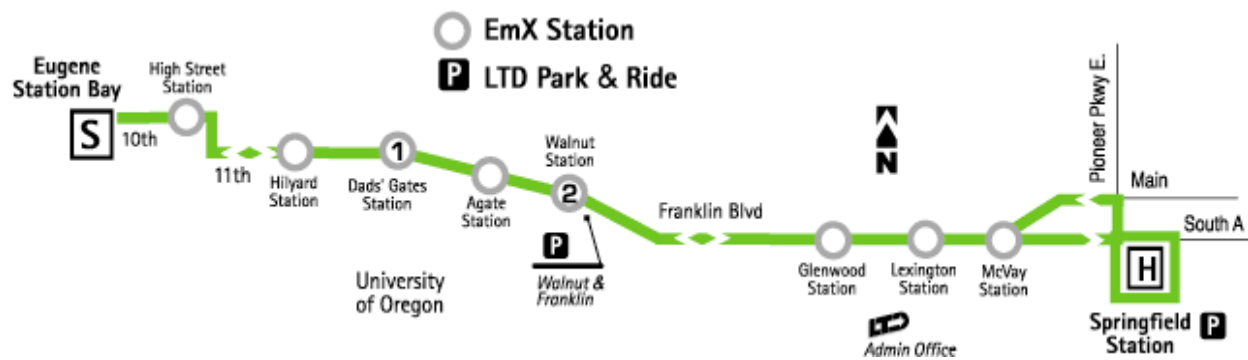 EmX Station
P LTD Park & Ride
Eugene
Station Bay
S
10th
High Street
Station
11th
Hilyard
Station
1
Dads' Gates
Station
Agate
Station
Walnut
Station
2
P
Walnut &
Franklin
University
of Oregon
Franklin Blvd
N
Glenwood
Station
Lexington
Station
McVay
Station
LTD
Admin Office
Pioneer Pkwy E.
Main
South A
H
Springfield
Station P